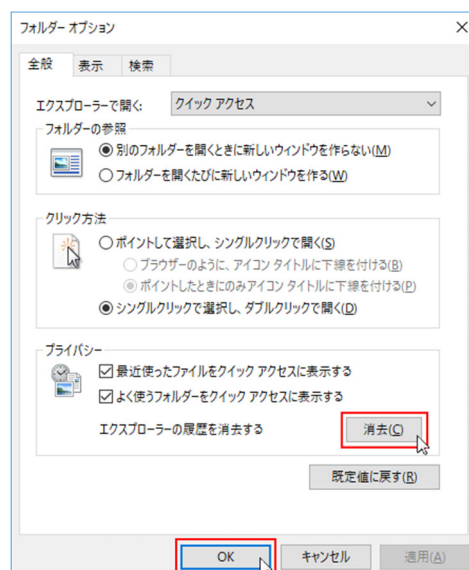 フォルダー オプション
全般 表示 検索
エクスプローラーで開く: クイック アクセス
フォルダーの参照
別のフォルダーを開くときに新しいウィンドウを作らない(M)
フォルダーを開くたびに新しいウィンドウを作る(W)
クリック方法
ポイントして選択し、シングルクリックで開く(S)
ブラウザーのように、アイコン タイトルに下線を付ける(B)
ポイントしたときにのみアイコン タイトルに下線を付ける(P)
シングルクリックで選択し、ダブルクリックで開く(D)
プライバシー
最近使ったファイルをクイック アクセスに表示する
よく使うフォルダーをクイック アクセスに表示する
エクスプローラーの履歴を消去する 消去(C)
既定値に戻す(R)
OK キャンセル 適用(A)